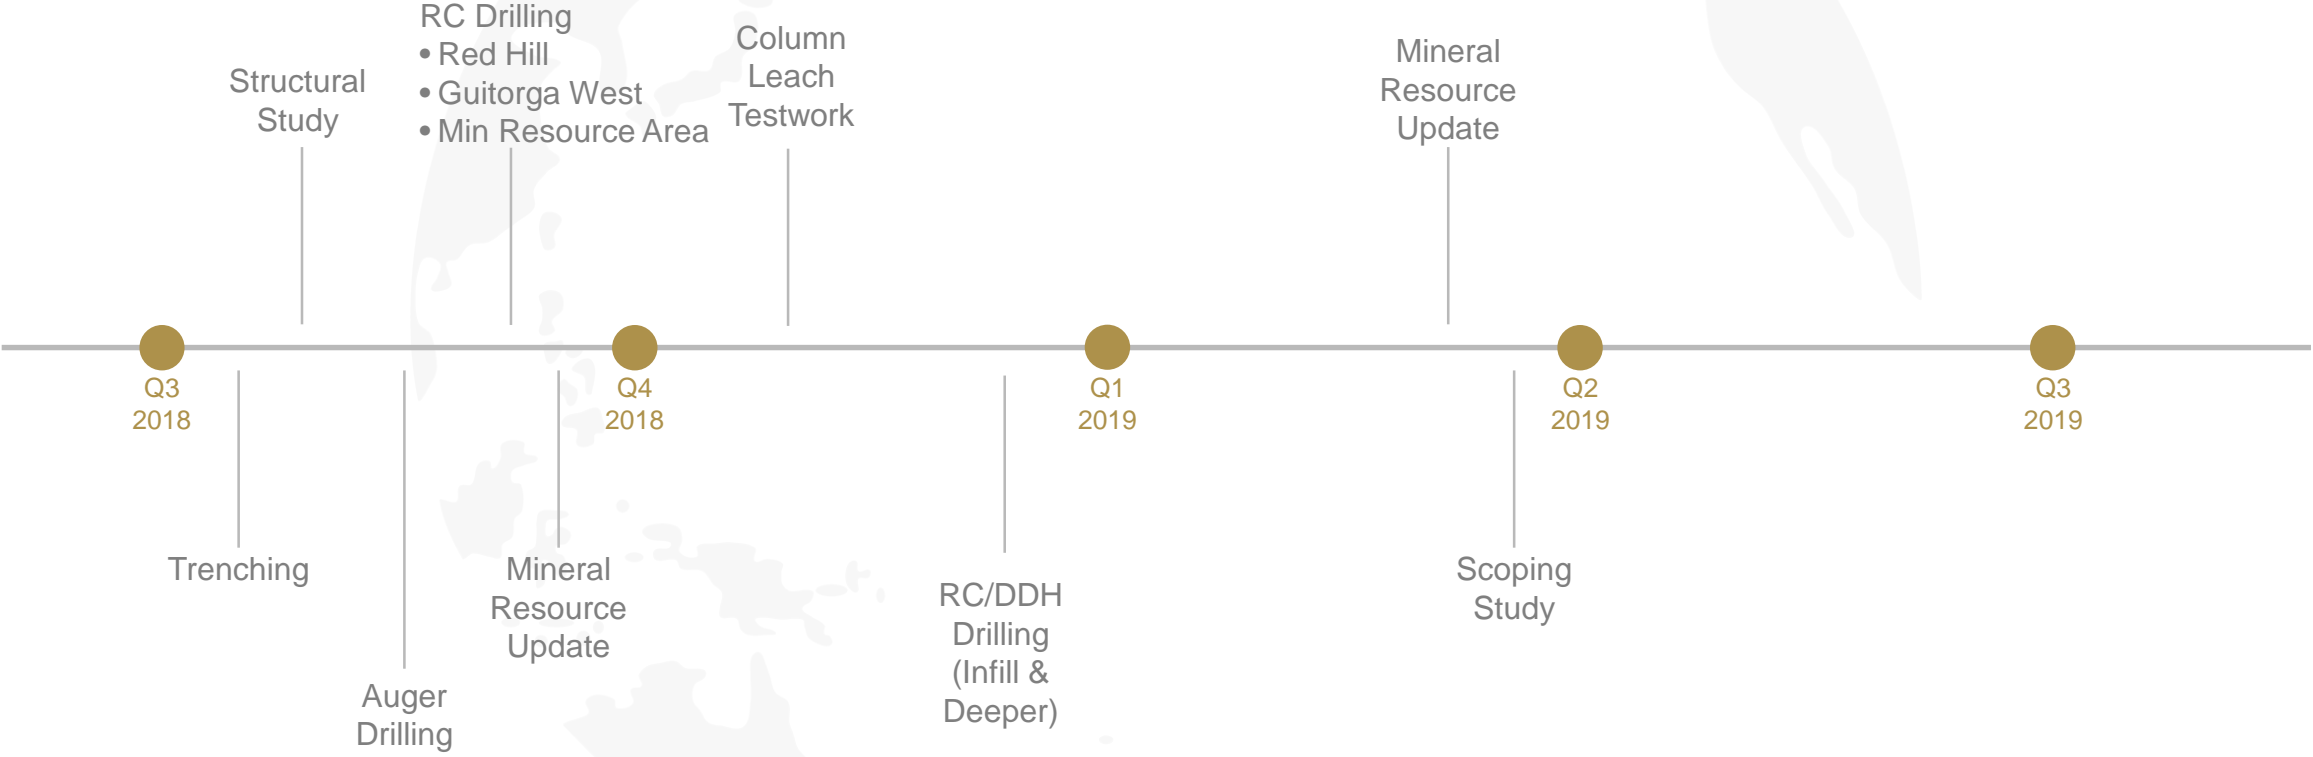 RC Drilling
• Red Hill
• Guitorga West
• Min Resource Area
Structural
Study
Column
Leach
Testwork
Mineral
Resource
Update
Q3
2018
Q4
2018
Q1
2019
Q2
2019
Q3
2019
Trenching
Auger
Drilling
Mineral
Resource
Update
RC/DDH
Drilling
(Infill &
Deeper)
Scoping
Study